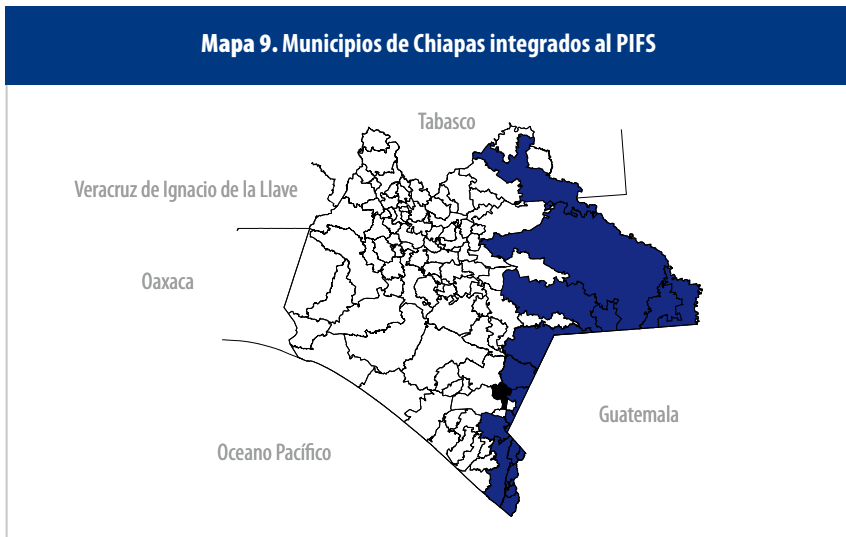 Mapa 9. Municipios de Chiapas integrados al PIFS
Tabasco
Veracruz de Ignacio de la Llave
Oaxaca
Guatemala
Oceano Pacífico